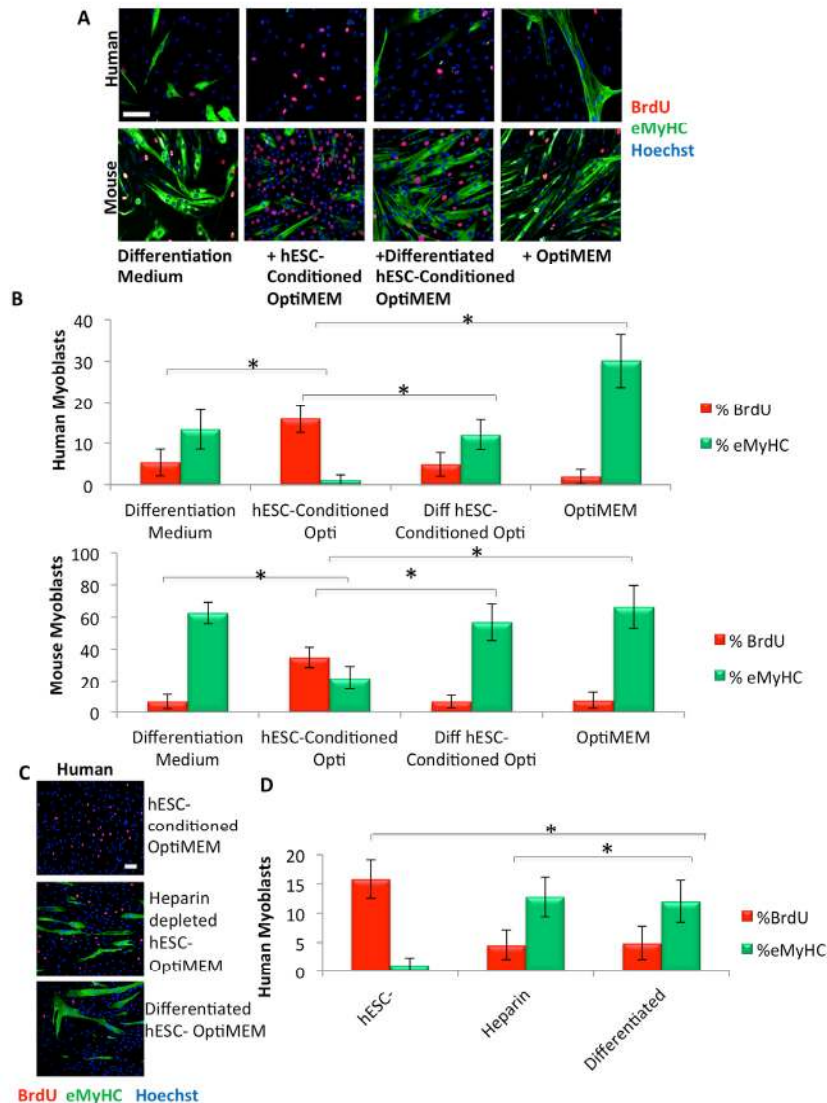 A
Human
Mouse
BrdU
eMyHC
Hoechst
Differentiation
Medium
+ hESC-
Conditioned
OptiMEM
+Differentiated
hESC-Conditioned
OptiMEM
+ OptiMEM
B
Human Myoblasts
40
30
20
10
0
*
*
*
% BrdU
% eMyHC
Differentiation
Medium
hESC-Conditioned
Opti
Diff hESC-
Conditioned Opti
OptiMEM
Mouse Myoblasts
100
80
60
40
20
0
*
*
*
% BrdU
% eMyHC
Differentiation
Medium
hESC-Conditioned
Opti
Diff hESC-
Conditioned Opti
OptiMEM
C
Human
hESC-
conditioned
OptiMEM
Heparin
depleted
hESC-
OptiMEM
Differentiated
hESC- OptiMEM
BrdU eMyHC Hoechst
D
Human Myoblasts
20
15
10
5
0
*
*
%BrdU
%eMyHC
hESC-
Heparin
Differentiated